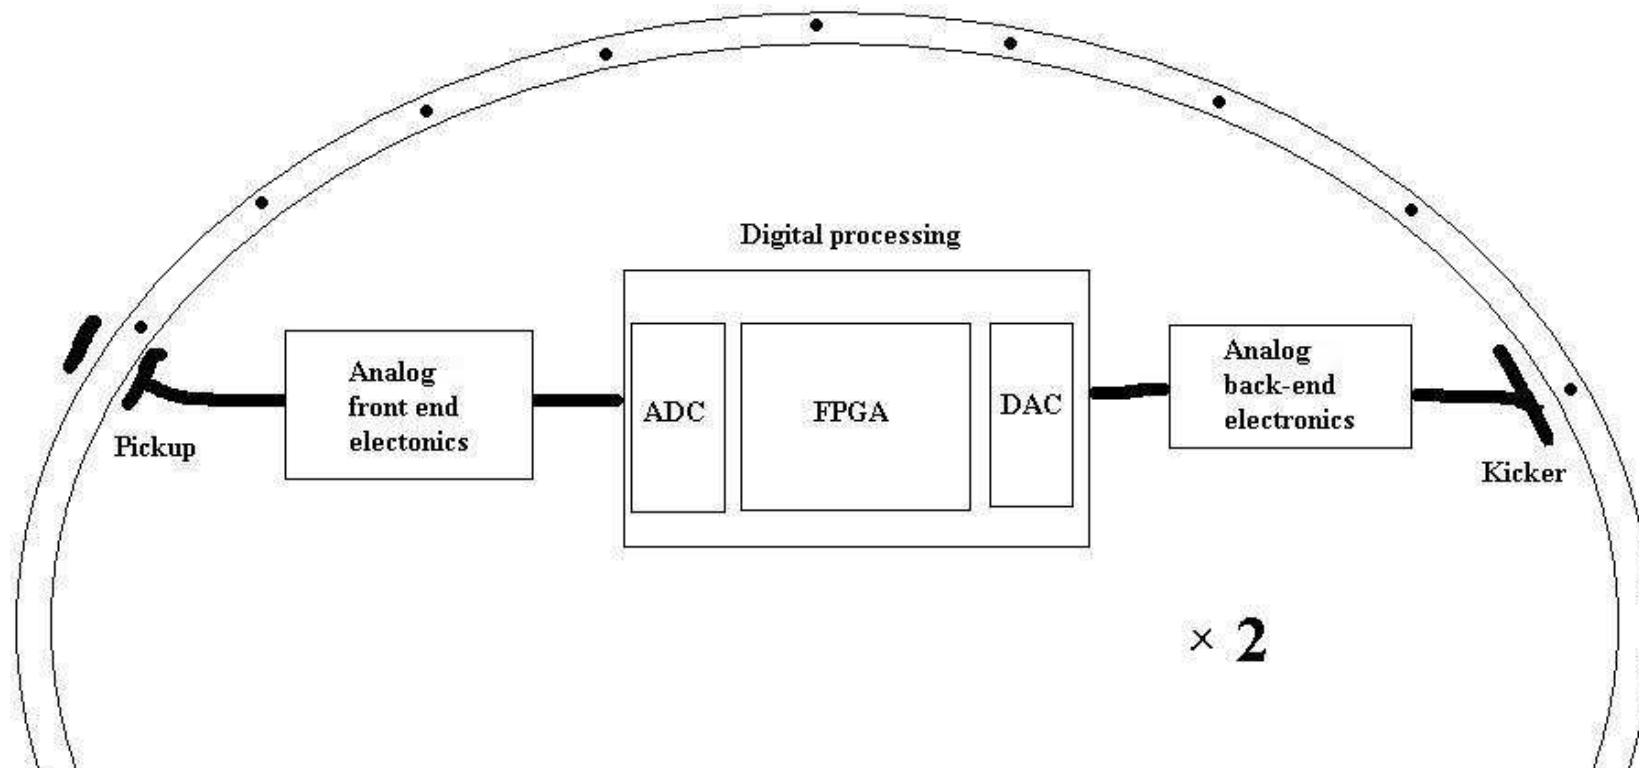 Digital processing
Analog
front end
electonics
ADC
FPGA
DAC
Analog
back-end
electronics
Pickup
Kicker
× 2